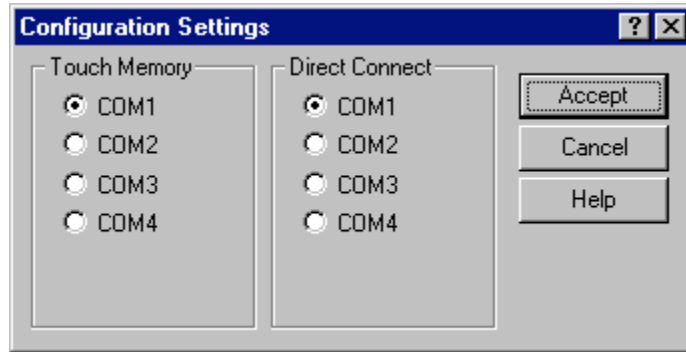 Configuration Settings
?
Touch Memory
COM1
COM2
COM3
COM4
Direct Connect
COM1
COM2
COM3
COM4
Accept
Cancel
Help